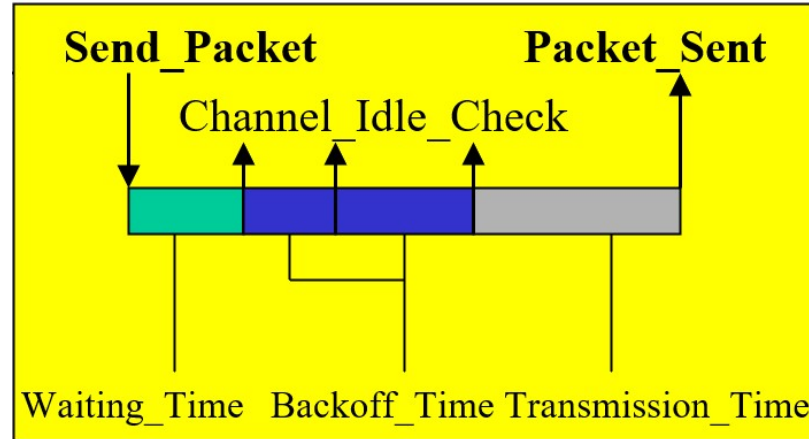 Send_Packet Packet_Sent
Channel_Idle_Check
Waiting_Time Backoff_Time Transmission_Time